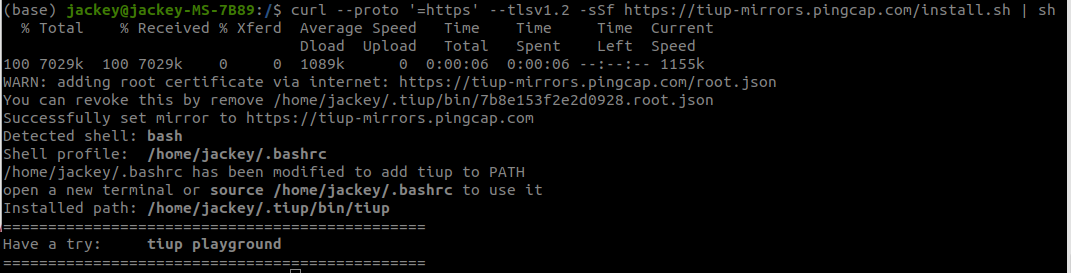 (base) jackey@jackey-MS-7B89:/$ curl --proto '=https' --tlsv1.2 -sSf https://tiup-mirrors.pingcap.com/install.sh | sh
  % Total    % Received % Xferd  Average Speed   Time    Time     Time  Current
                                 Dload  Upload   Total   Spent    Left  Speed
100 7029k  100 7029k    0     0  1089k      0  0:00:06  0:00:06 --:--:-- 1155k
WARN: adding root certificate via internet: https://tiup-mirrors.pingcap.com/root.json
You can revoke this by remove /home/jackey/.tiup/bin/7b8e153f2e2d0928.root.json
Successfully set mirror to https://tiup-mirrors.pingcap.com
Detected shell: bash
Shell profile:  /home/jackey/.bashrc
/home/jackey/.bashrc has been modified to add tiup to PATH
open a new terminal or source /home/jackey/.bashrc to use it
Installed path: /home/jackey/.tiup/bin/tiup
===============================================
Have a try:     tiup playground
===============================================